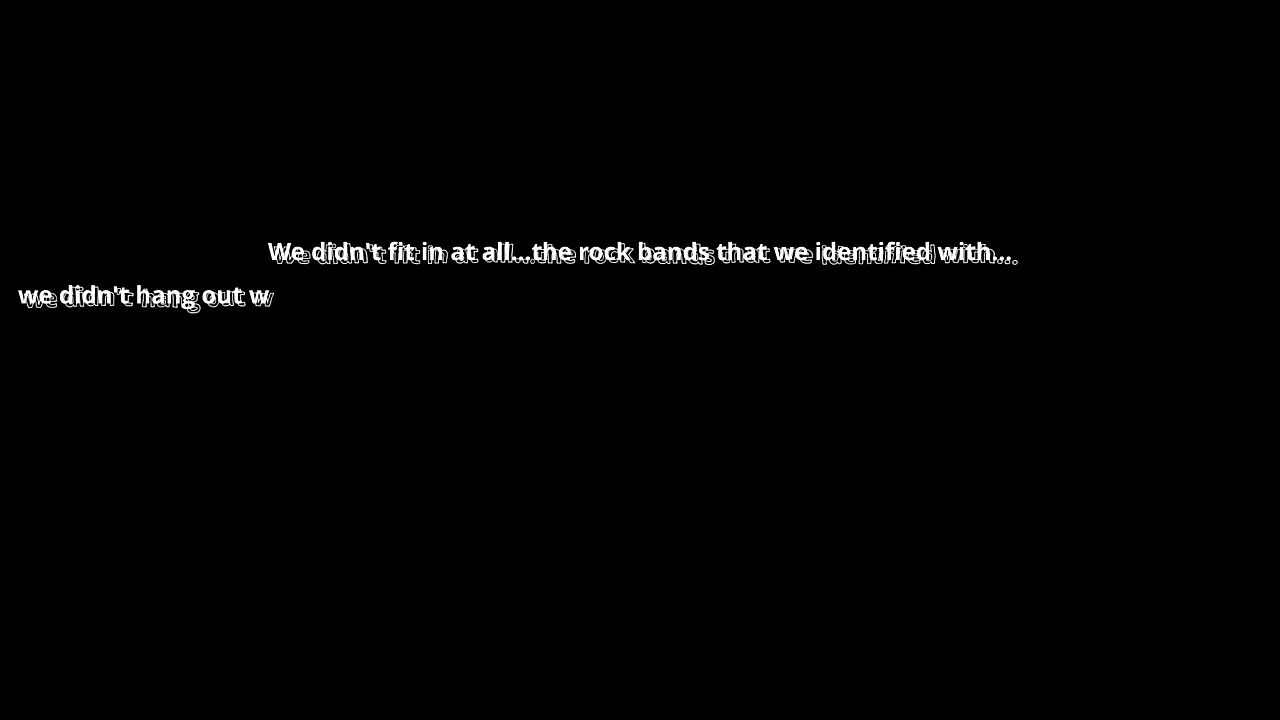 We didn't fit in at all...the rock bands that we identified with...
we didn't hang out w